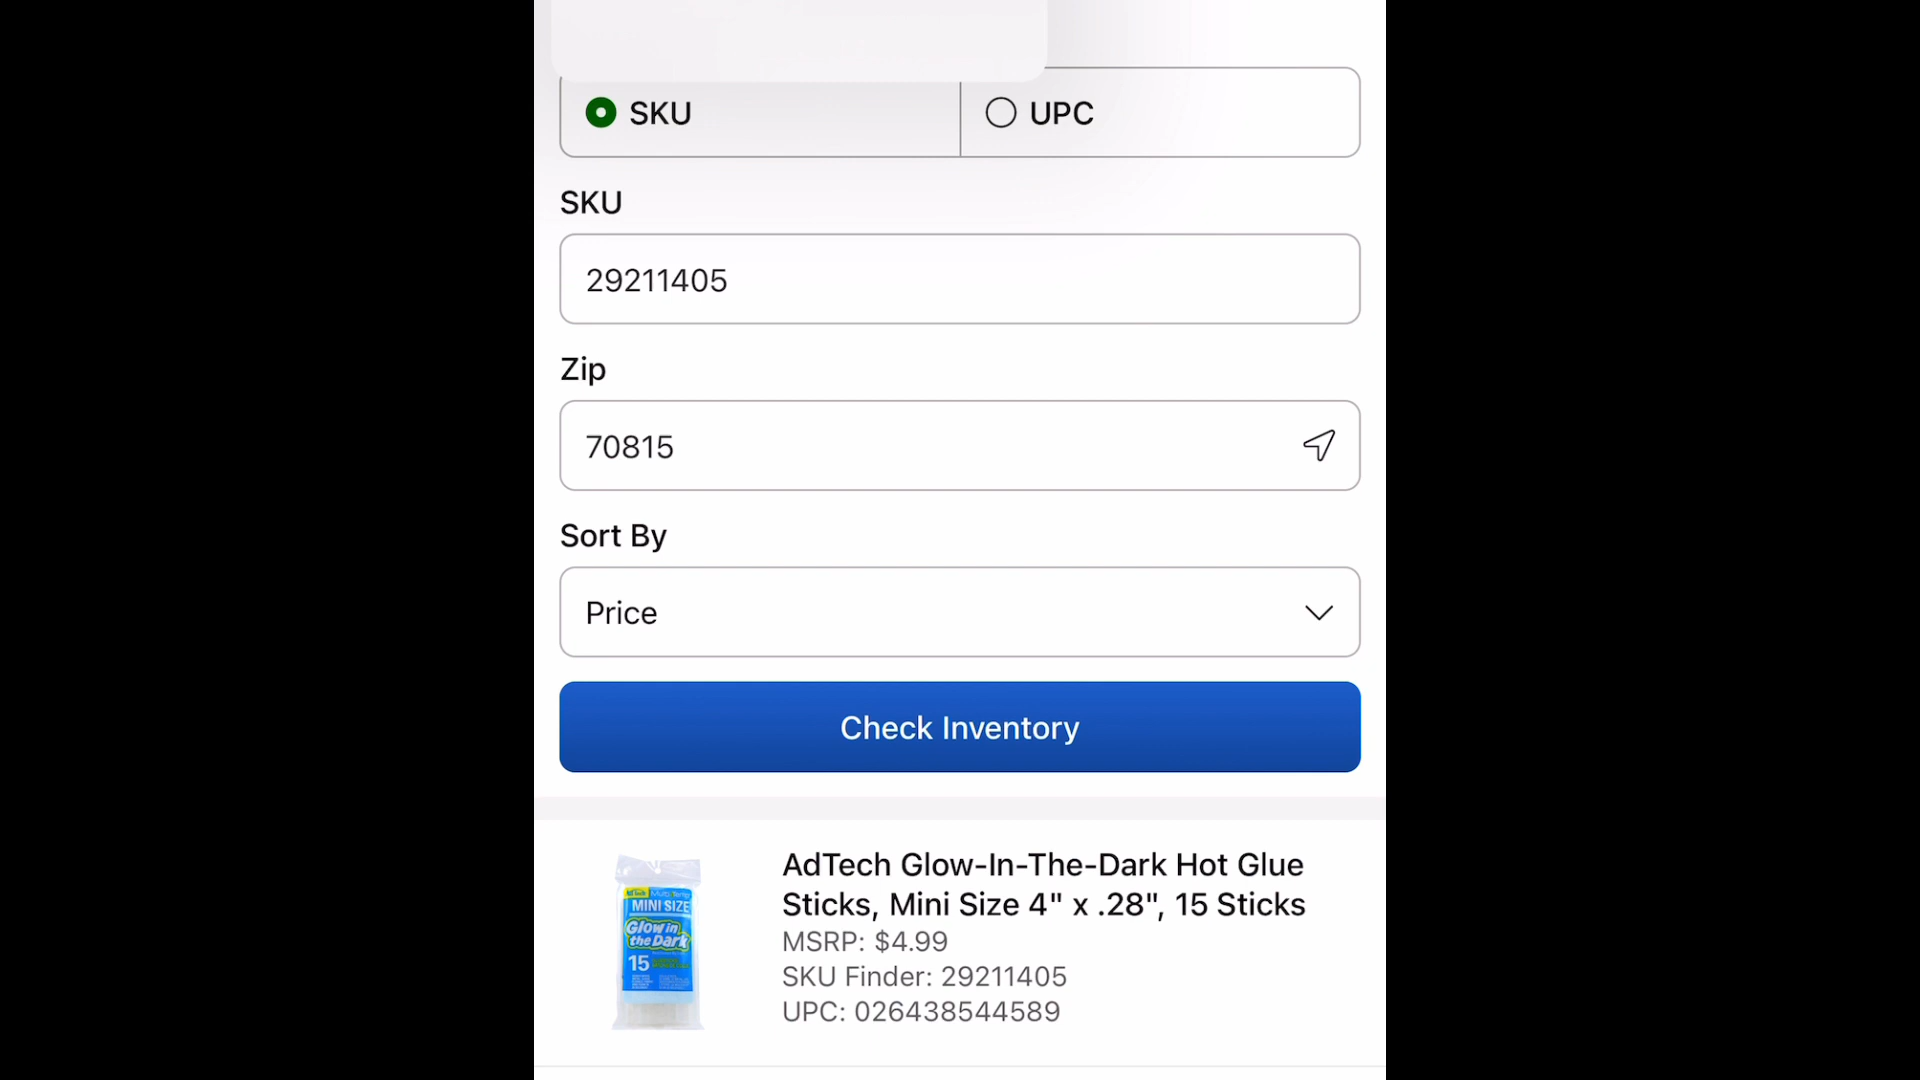 SKU
UPC
SKU
29211405
Zip
70815
Sort By
Price
Check Inventory
AdTech Glow-In-The-Dark Hot Glue
Sticks, Mini Size 4" x .28", 15 Sticks
MSRP: $4.99
SKU Finder: 29211405
UPC: 026438544589
Multi Temp
MINI SIZE
Glow in
the Dark
15